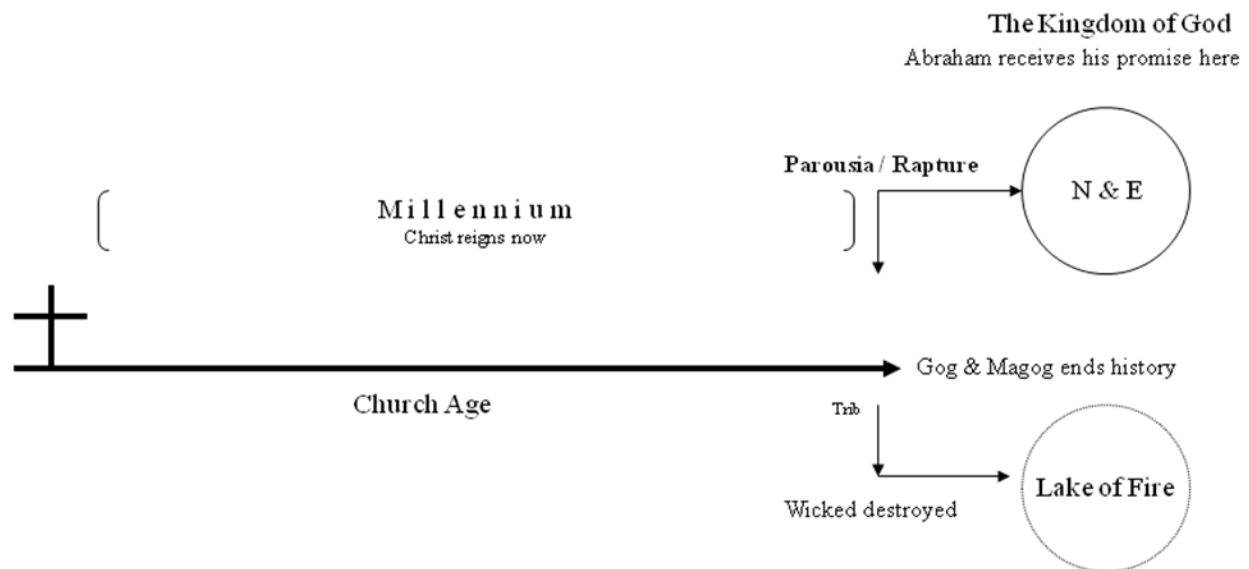 The Kingdom of God
Abraham receives his promise here
Parousia / Rapture
N & E
Millennium
Christ reigns now
Gog & Magog ends history
Church Age
Trib
Lake of Fire
Wicked destroyed